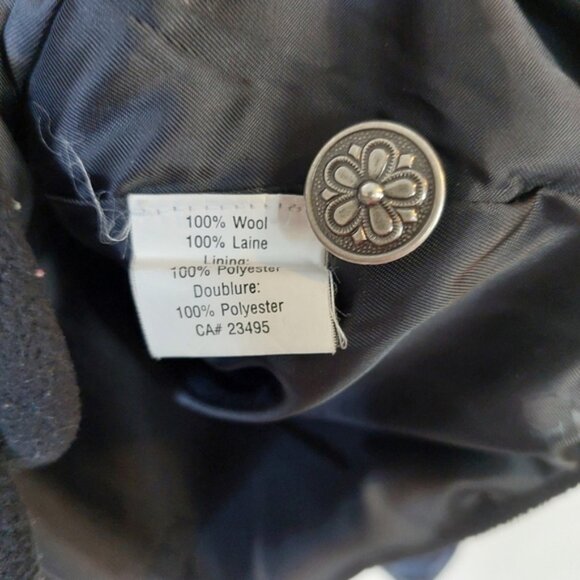 100% Wool
100% Laine
Lining:
100% Polyester
Doublure:
100% Polyester
CA# 23495